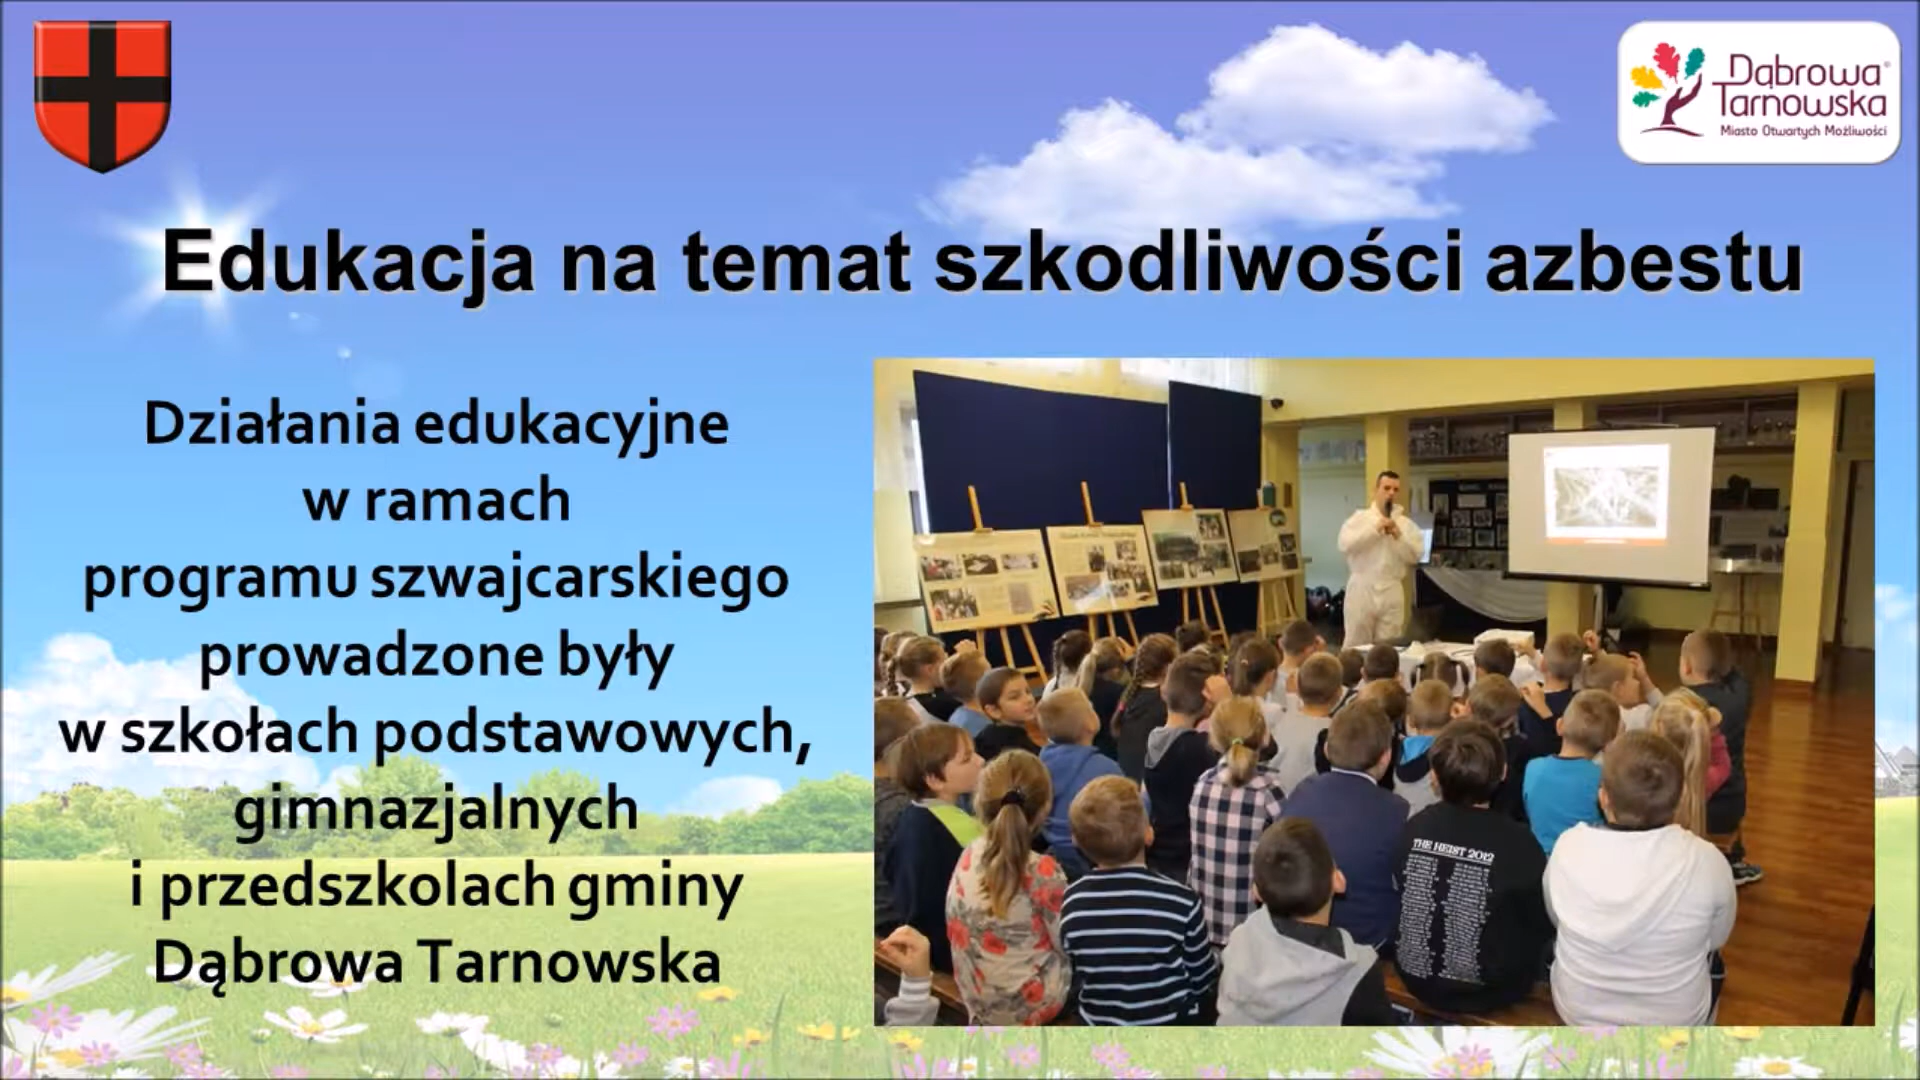 Dąbrowa
Tarnowska
Miasto Otwartych Możliwości
Edukacja na temat szkodliwości azbestu
Działania edukacyjne
w ramach
programu szwajcarskiego
prowadzone były
w szkołach podstawowych,
gimnazjalnych
i przedszkolach gminy
Dąbrowa Tarnowska
THE HEIST 2012